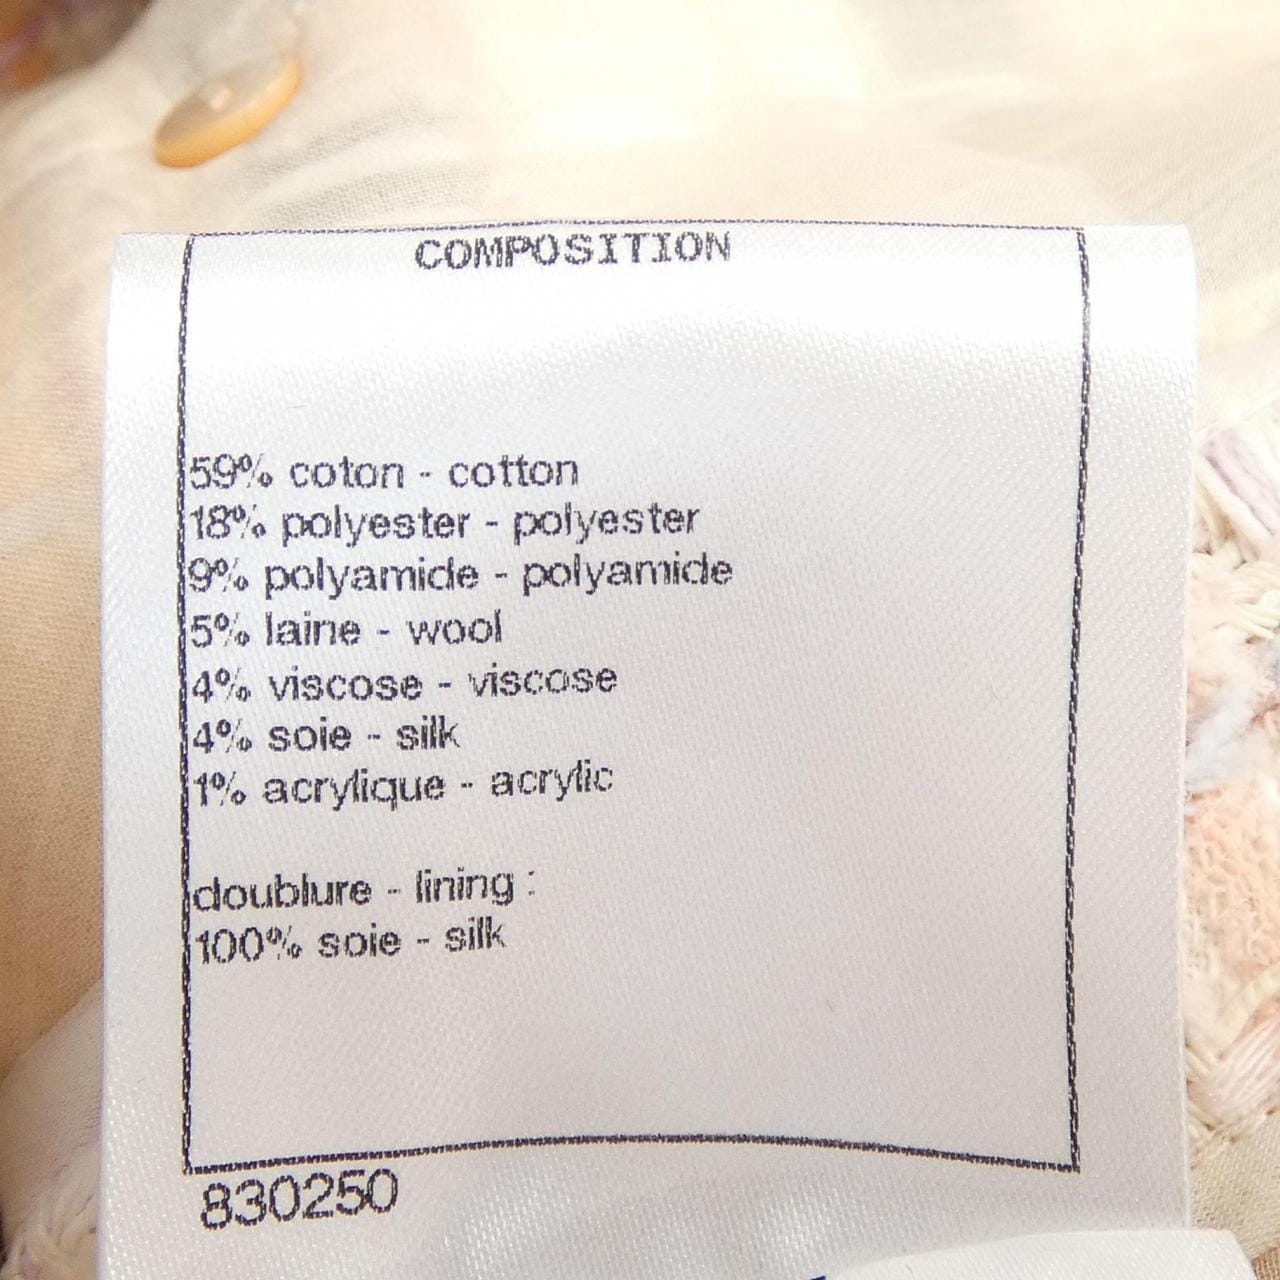 COMPOSITION
59% coton - cotton
18% polyester - polyester
9% polyamide - polyamide
5% laine - wool
4% viscose - viscose
4% soie - silk
1% acrylique - acrylic
doublure - lining :
100% soie - silk
830250